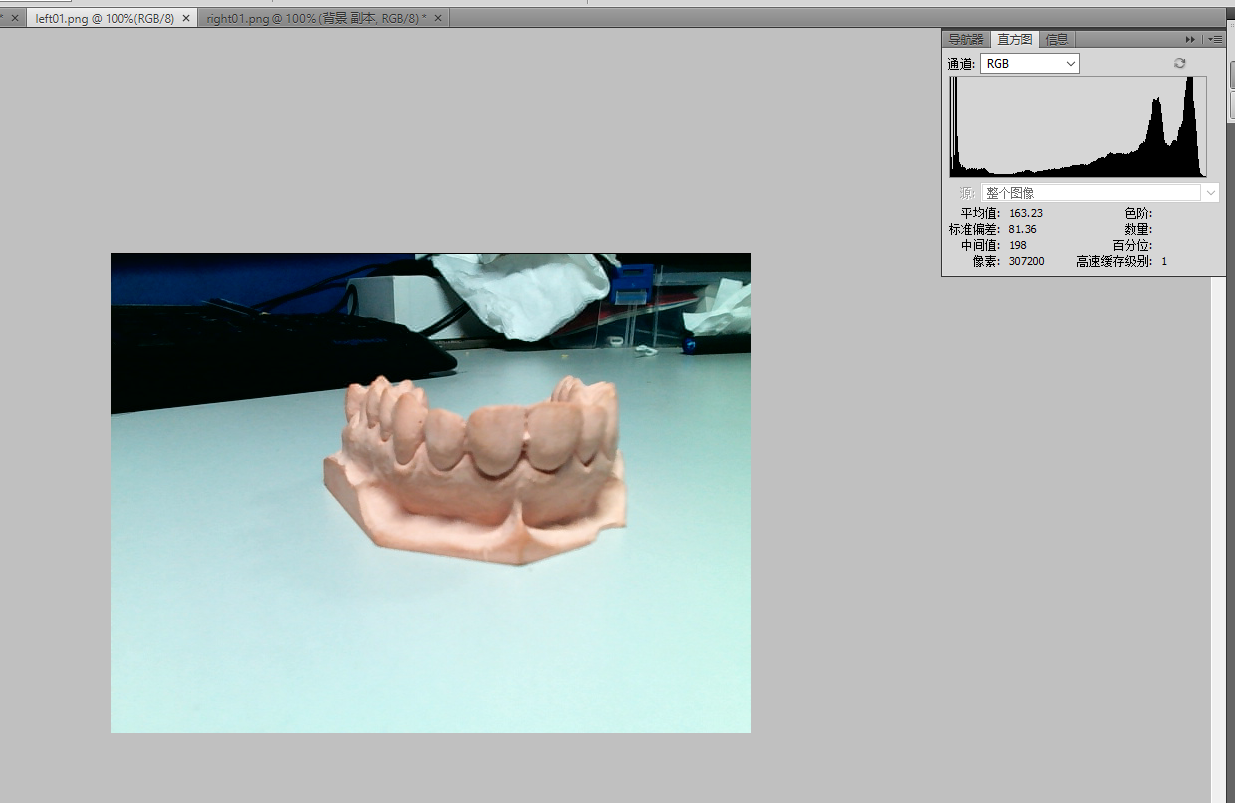 * × left01.png @ 100%(RGB/8) × right01.png @ 100% (背景 副本, RGB/8) * ×
导航器 直方图 信息
通道: RGB
源: 整个图像
平均值: 163.23 色阶:
标准偏差: 81.36 数量:
中间值: 198 百分位:
像素: 307200 高速缓存级别: 1